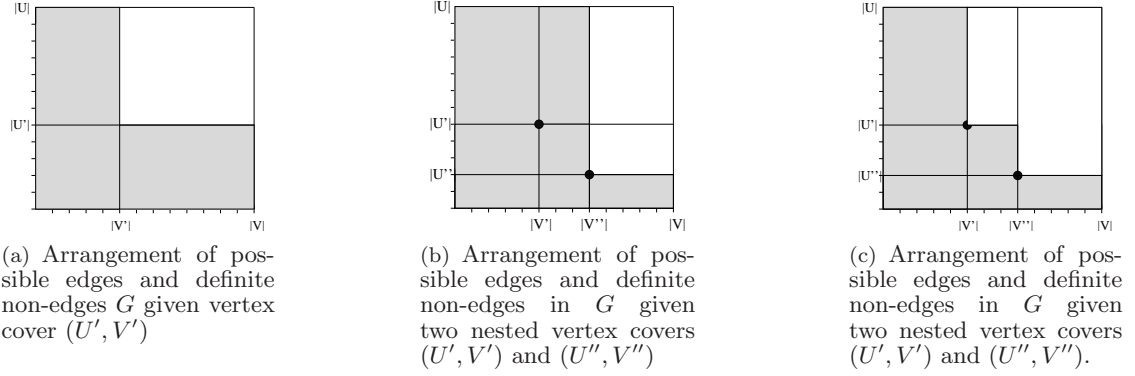 |U|
|U'|
|V'|
|V|
(a) Arrangement of pos-
sible edges and definite
non-edges G given vertex
cover (U′, V′)
|U|
|U'|
|U''
|V'|
|V''|
|V|
(b) Arrangement of pos-
sible edges and definite
non-edges in G given
two nested vertex covers
(U′, V′) and (U′′, V′′)
|U|
|U'|
|U''|
|V'|
|V''|
|V|
(c) Arrangement of pos-
sible edges and definite
non-edges in G given
two nested vertex covers
(U′, V′) and (U′′, V′′).